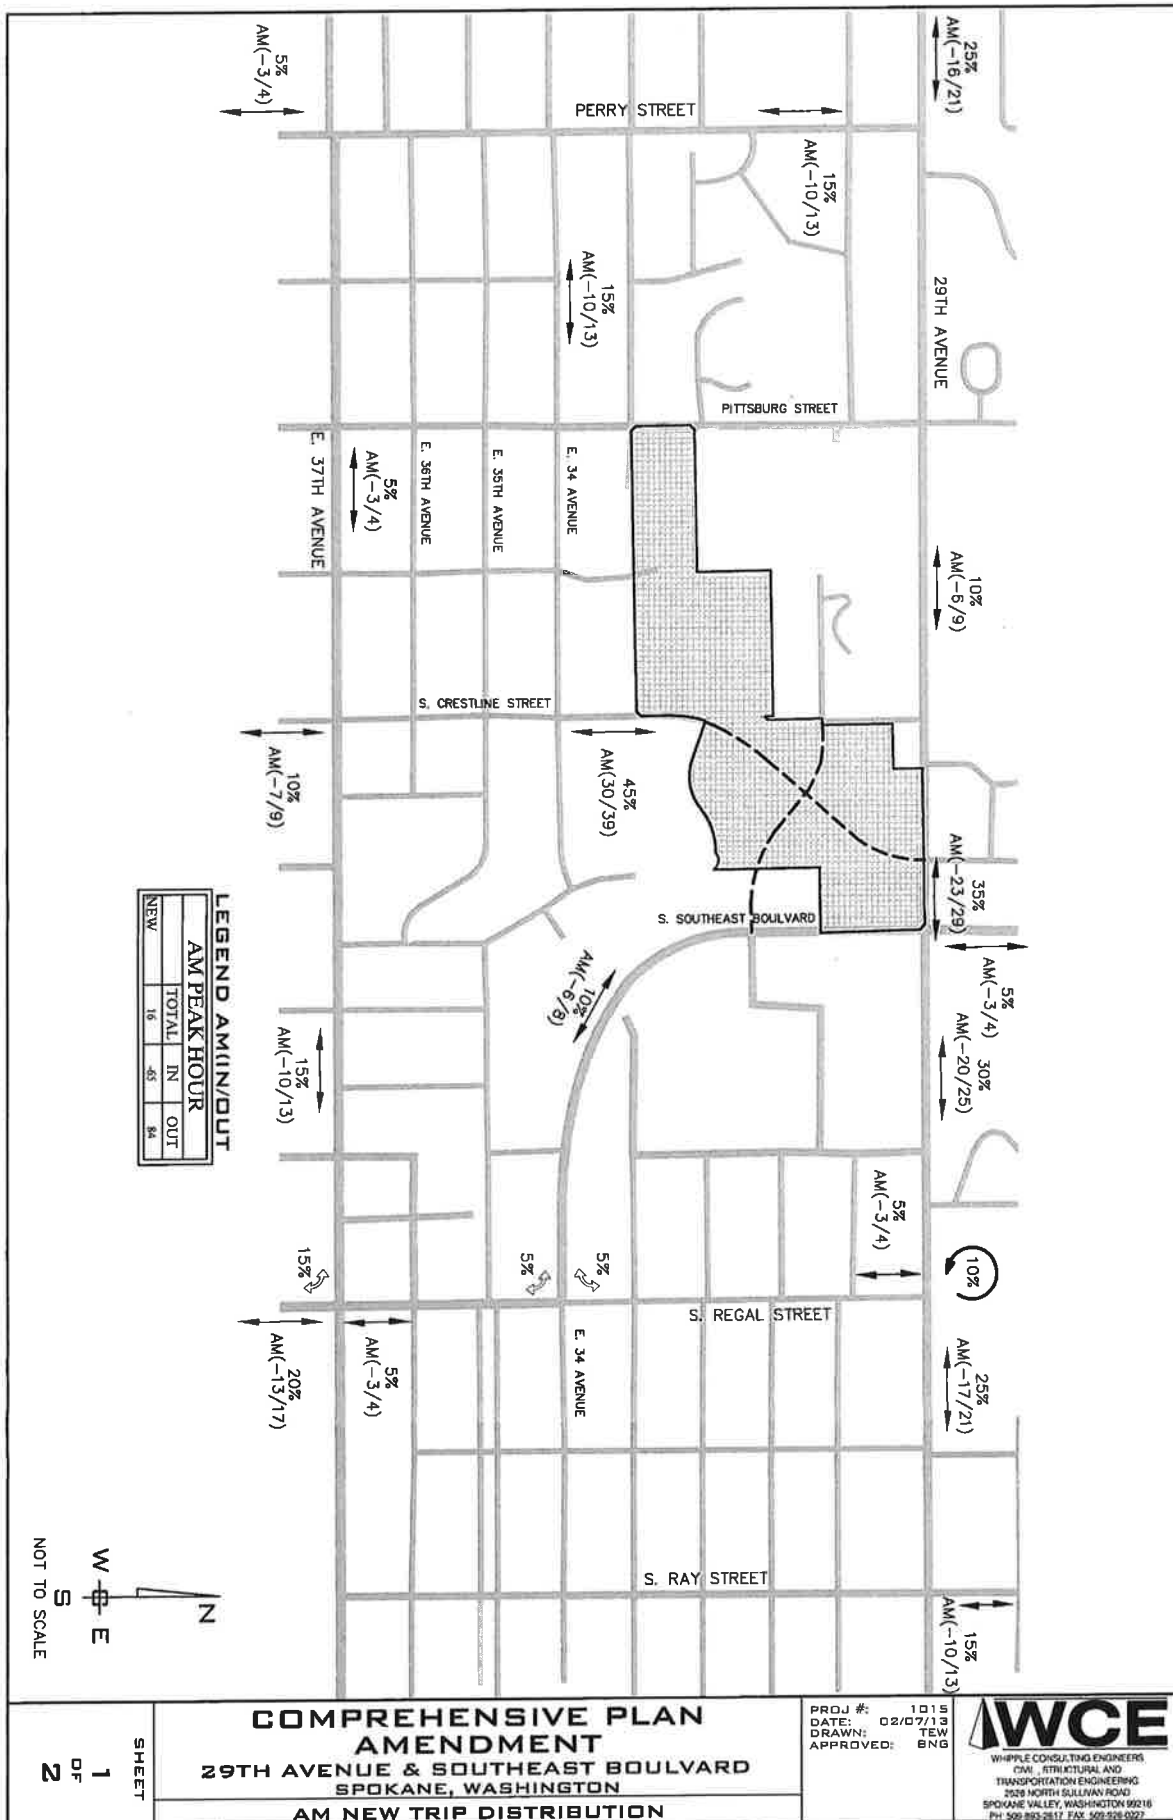 25%
AM(-16/21)
5%
AM(-3/4)
PERRY STREET
15%
AM(-10/13)
15%
AM(-10/13)
29TH AVENUE
PITTSBURG STREET
E. 37TH AVENUE
5%
AM(-3/4)
E. 36TH AVENUE
E. 35TH AVENUE
E. 34 AVENUE
10%
AM(-6/9)
S. CRESTLINE STREET
10%
AM(-7/9)
45%
AM(30/39)
35%
AM(-23/29)
S. SOUTHEAST BOULVARD
5%
AM(-3/4)
30%
AM(-20/25)
10%
AM(-6/8)
15%
AM(-10/13)
5%
AM(-3/4)
10%
15%
5%
5%
S. REGAL STREET
20%
AM(-13/17)
5%
AM(-3/4)
E. 34 AVENUE
25%
AM(-17/21)
S. RAY STREET
15%
AM(-10/13)
LEGEND AM(IN/OUT
AM PEAK HOUR
TOTAL IN OUT
NEW 16 -65 84
N
W E
S
NOT TO SCALE
SHEET
1
OF
2
COMPREHENSIVE PLAN
AMENDMENT
29TH AVENUE & SOUTHEAST BOULVARD
SPOKANE, WASHINGTON
AM NEW TRIP DISTRIBUTION
PROJ #: 1015
DATE: 02/07/13
DRAWN: TEW
APPROVED: BNG
WCE
WHIPPLE CONSULTING ENGINEERS
CIVIL, STRUCTURAL AND
TRANSPORTATION ENGINEERING
2528 NORTH SULLIVAN ROAD
SPOKANE VALLEY, WASHINGTON 99216
PH: 509-893-2617 FAX: 509-926-0227